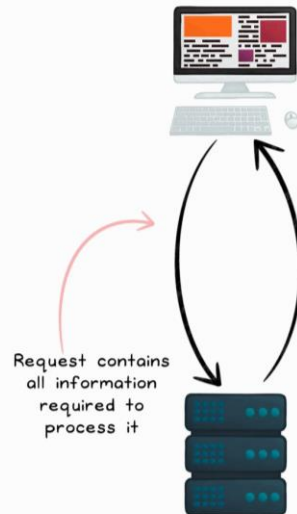 Request contains
all information
required to
process it